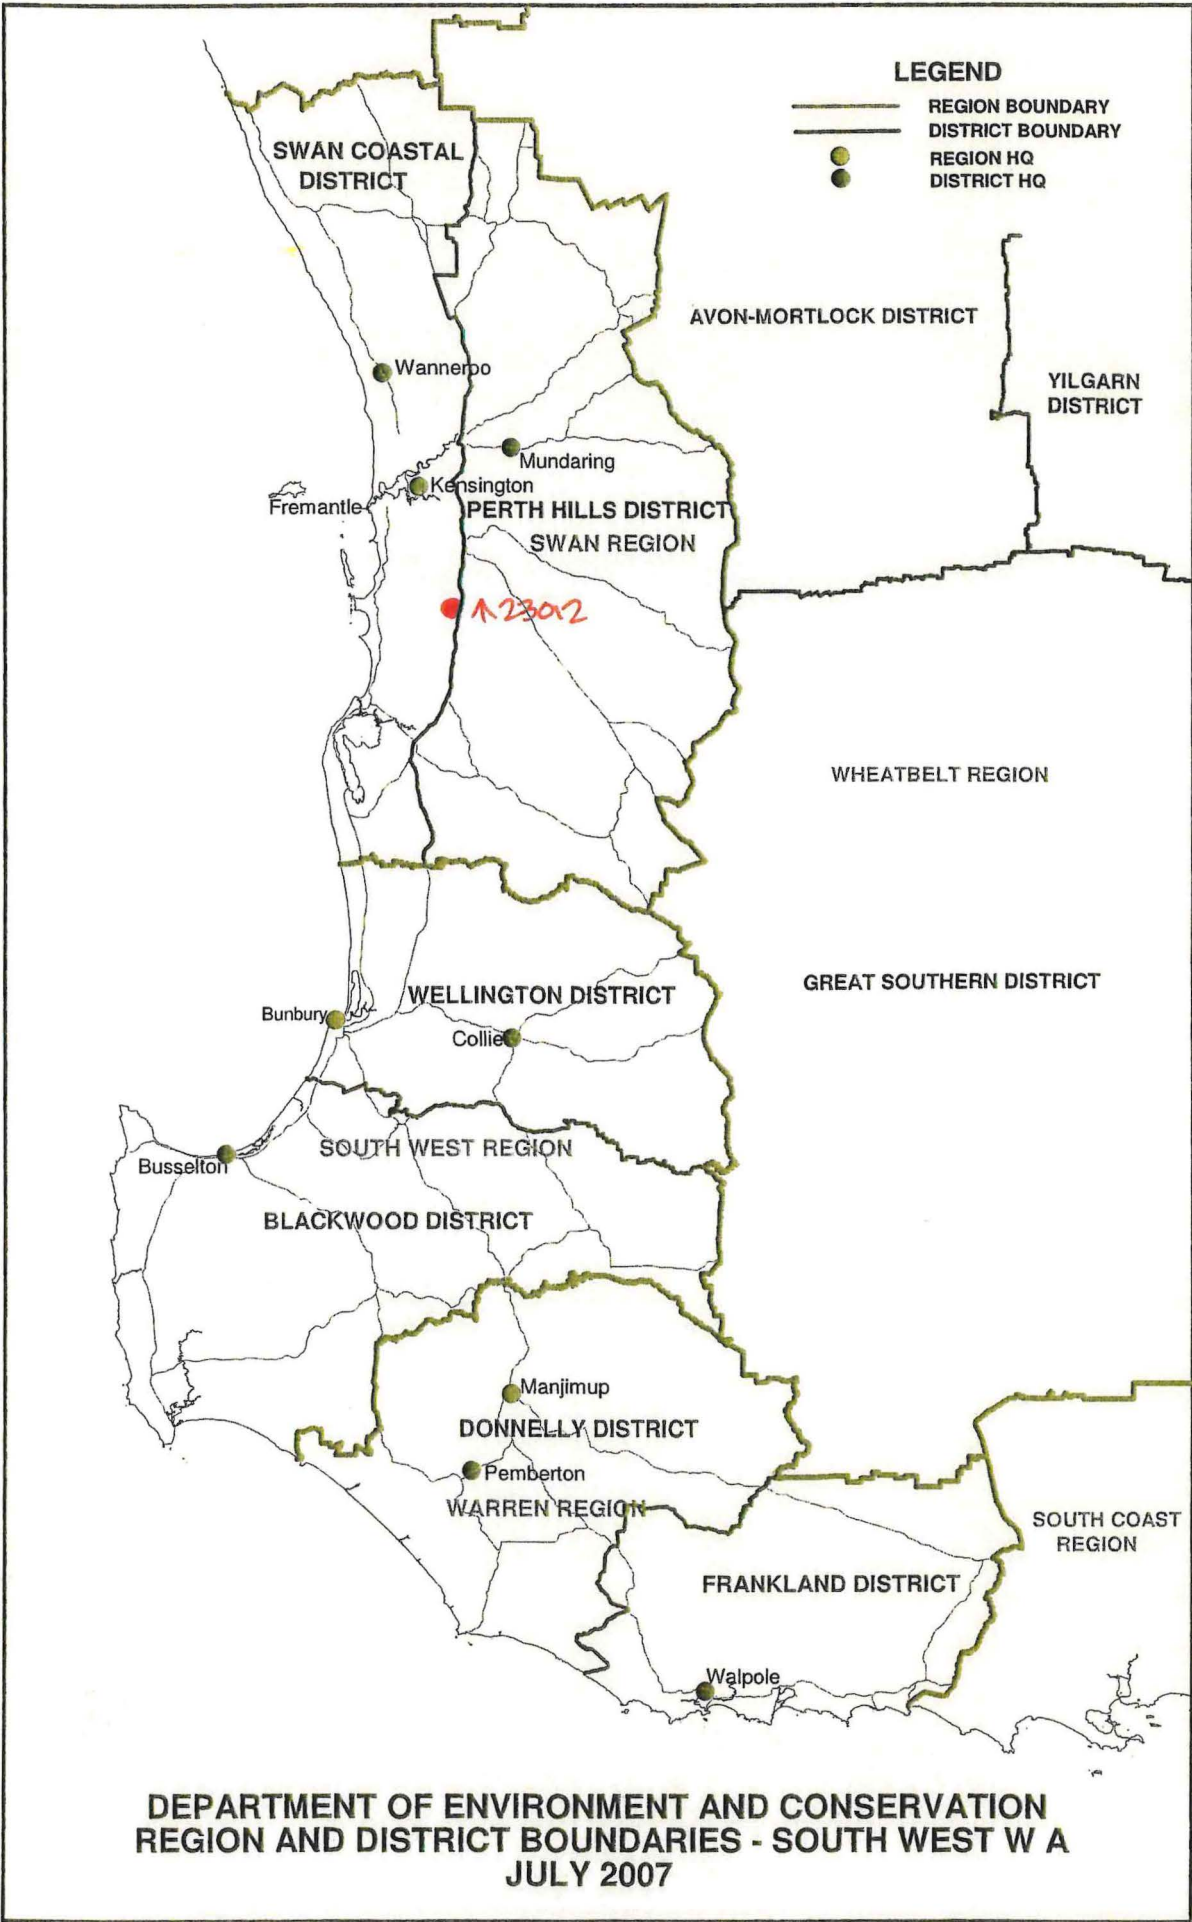 LEGEND
REGION BOUNDARY
DISTRICT BOUNDARY
REGION HQ
DISTRICT HQ
SWAN COASTAL
DISTRICT
AVON-MORTLOCK DISTRICT
YILGARN
DISTRICT
Wanneroo
Mundaring
Kensington
Fremantle
PERTH HILLS DISTRICT
SWAN REGION
WHEATBELT REGION
GREAT SOUTHERN DISTRICT
WELLINGTON DISTRICT
Bunbury
Collie
SOUTH WEST REGION
Busselton
BLACKWOOD DISTRICT
Manjimup
DONNELLY DISTRICT
Pemberton
WARREN REGION
SOUTH COAST
REGION
FRANKLAND DISTRICT
Walpole
DEPARTMENT OF ENVIRONMENT AND CONSERVATION
REGION AND DISTRICT BOUNDARIES - SOUTH WEST W A
JULY 2007